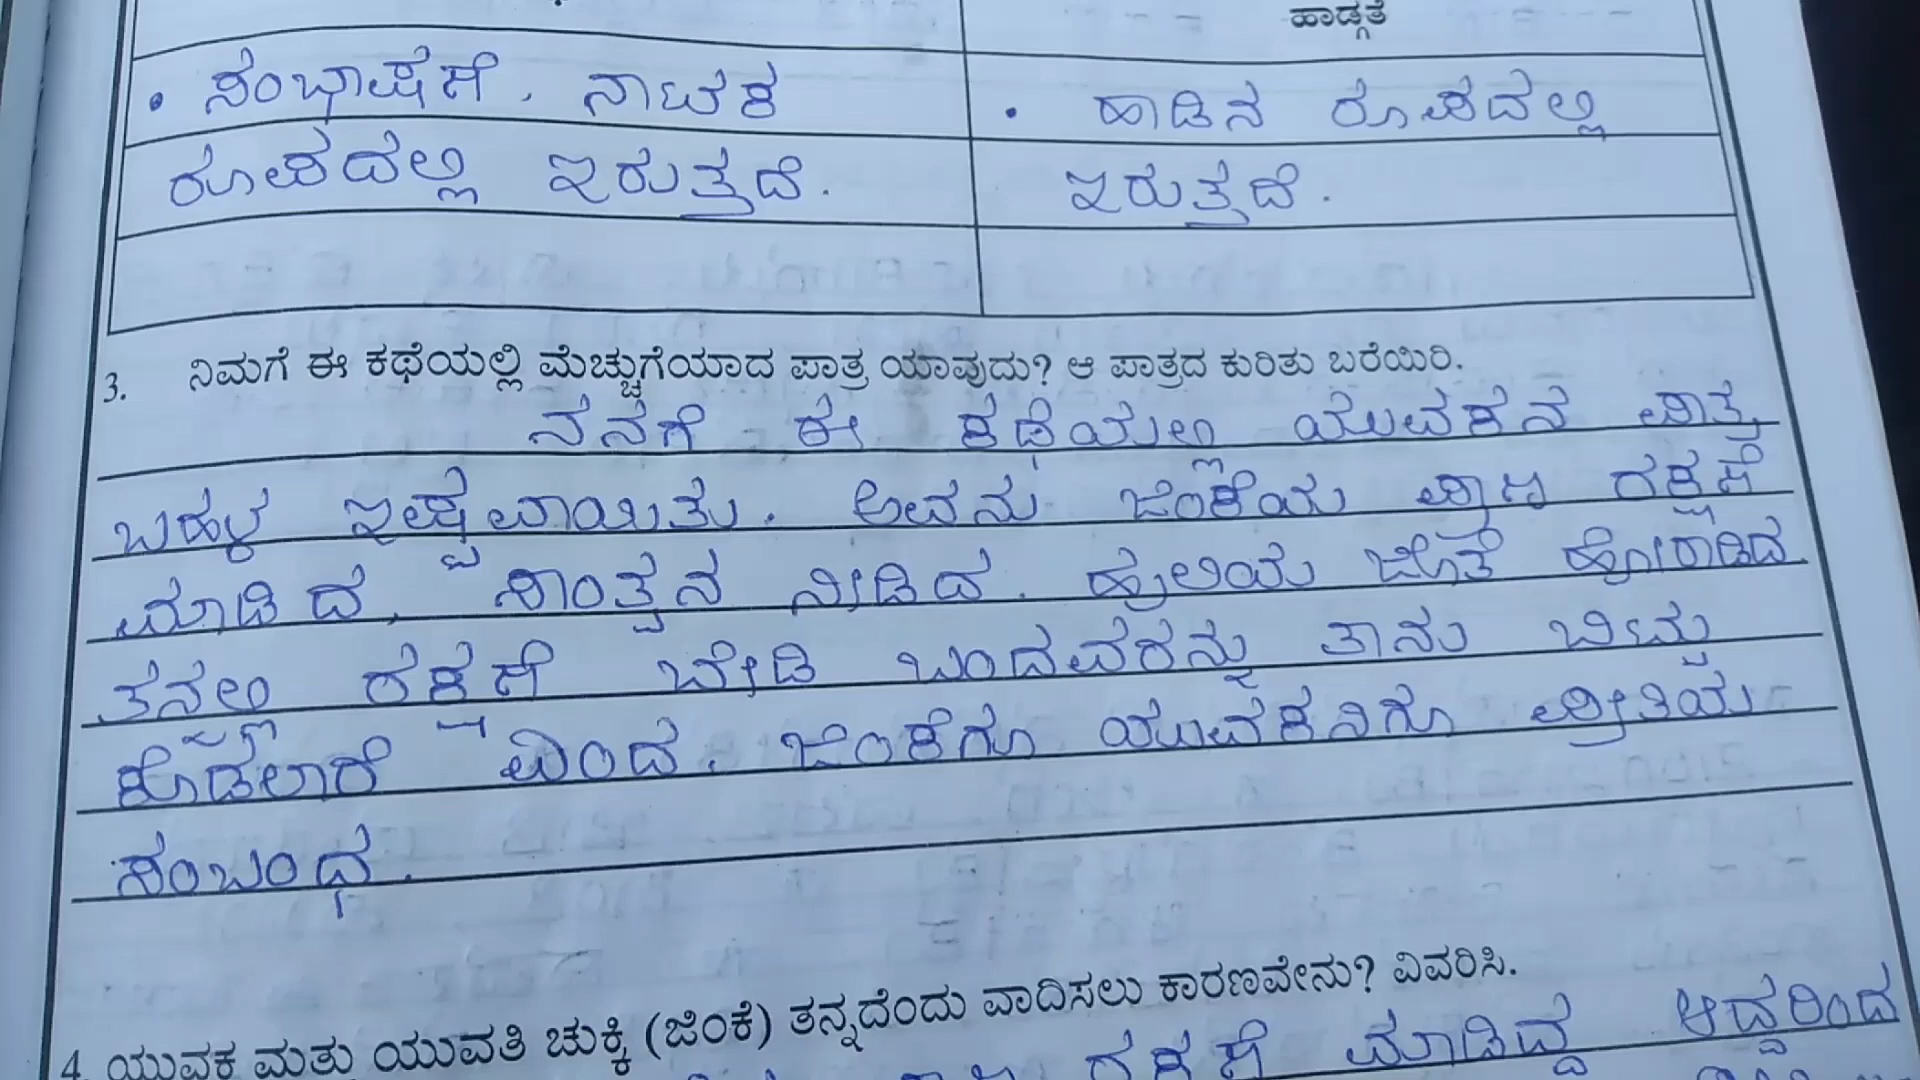 ಹಾಡ್ಗತೆ
• ಸಂಭಾಷಣೆ, ನಾಟಕ
ರೂಪದಲ್ಲಿ ಇರುತ್ತದೆ.
• ಹಾಡಿನ ರೂಪದಲ್ಲಿ
ಇರುತ್ತದೆ.
3. ನಿಮಗೆ ಈ ಕಥೆಯಲ್ಲಿ ಮೆಚ್ಚುಗೆಯಾದ ಪಾತ್ರ ಯಾವುದು? ಆ ಪಾತ್ರದ ಕುರಿತು ಬರೆಯಿರಿ.
ನನಗೆ ಈ ಕಥೆಯಲ್ಲಿ ಯುವಕನ ಪಾತ್ರ
ಬಹಳ ಇಷ್ಟವಾಯಿತು. ಅವನು ಜಿಂಕೆಯ ಪ್ರಾಣ ರಕ್ಷಣೆ
ಮಾಡಿದ, ಸಾಂತ್ವನ ನೀಡಿದ. ಹುಲಿಯ ಜೊತೆ ಹೋರಾಡಿದ
ತನಲ್ಲಿ ರಕ್ಷಣೆ ಬೇಡಿ ಬಂದವರನ್ನು ತಾನು ಬಿಟ್ಟು
ಕೊಡಲಾರೆ ಎಂದ. ಜಿಂಕೆಗೂ ಯುವಕನಿಗೂ ಪ್ರೀತಿಯ
ಸಂಬಂಧ.
4. ಯುವಕ ಮತ್ತು ಯುವತಿ ಚುಕ್ಕಿ (ಜಿಂಕೆ) ತನ್ನದೆಂದು ವಾದಿಸಲು ಕಾರಣವೇನು? ವಿವರಿಸಿ.
ರಕ್ಷಣೆ ಮಾಡಿದ್ದ ಆದ್ದರಿಂದ